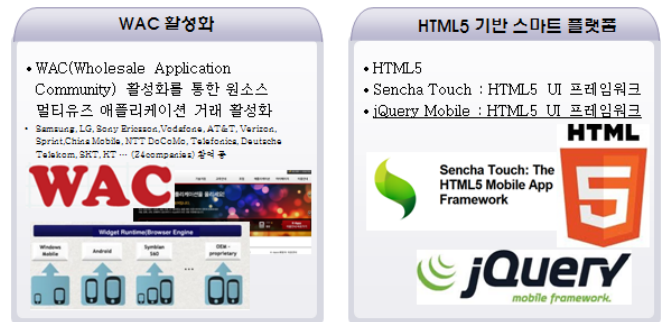 WAC 활성화
• WAC(Wholesale Application
Community) 활성화를 통한 원소스
멀티유즈 애플리케이션 거래 활성화
• Samsung, LG, Sony Ericsson, Vodafone, AT&T, Verizon,
Sprint, China Mobile, NTT DoCoMo, Telefonica, Deutsche
Telekom, SKT, KT … (24companies) 참여 중
WAC
Widget Runtime(Browser Engine
Windows
Mobile
Android
Symbian
S60
...
OEM -
proprietary
HTML5 기반 스마트 플랫폼
• HTML5
• Sencha Touch : HTML5 UI 프레임워크
• jQuery Mobile : HTML5 UI 프레임워크
HTML
5
Sencha Touch: The
HTML5 Mobile App
Framework
jQuery
mobile framework.